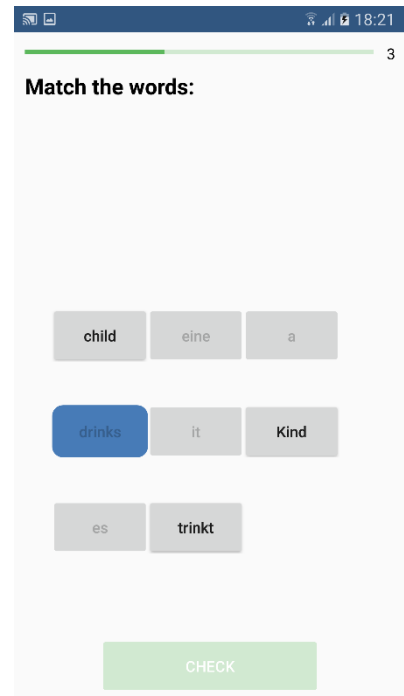 18:21
3
Match the words:
child eine a
drinks it Kind
es trinkt
CHECK